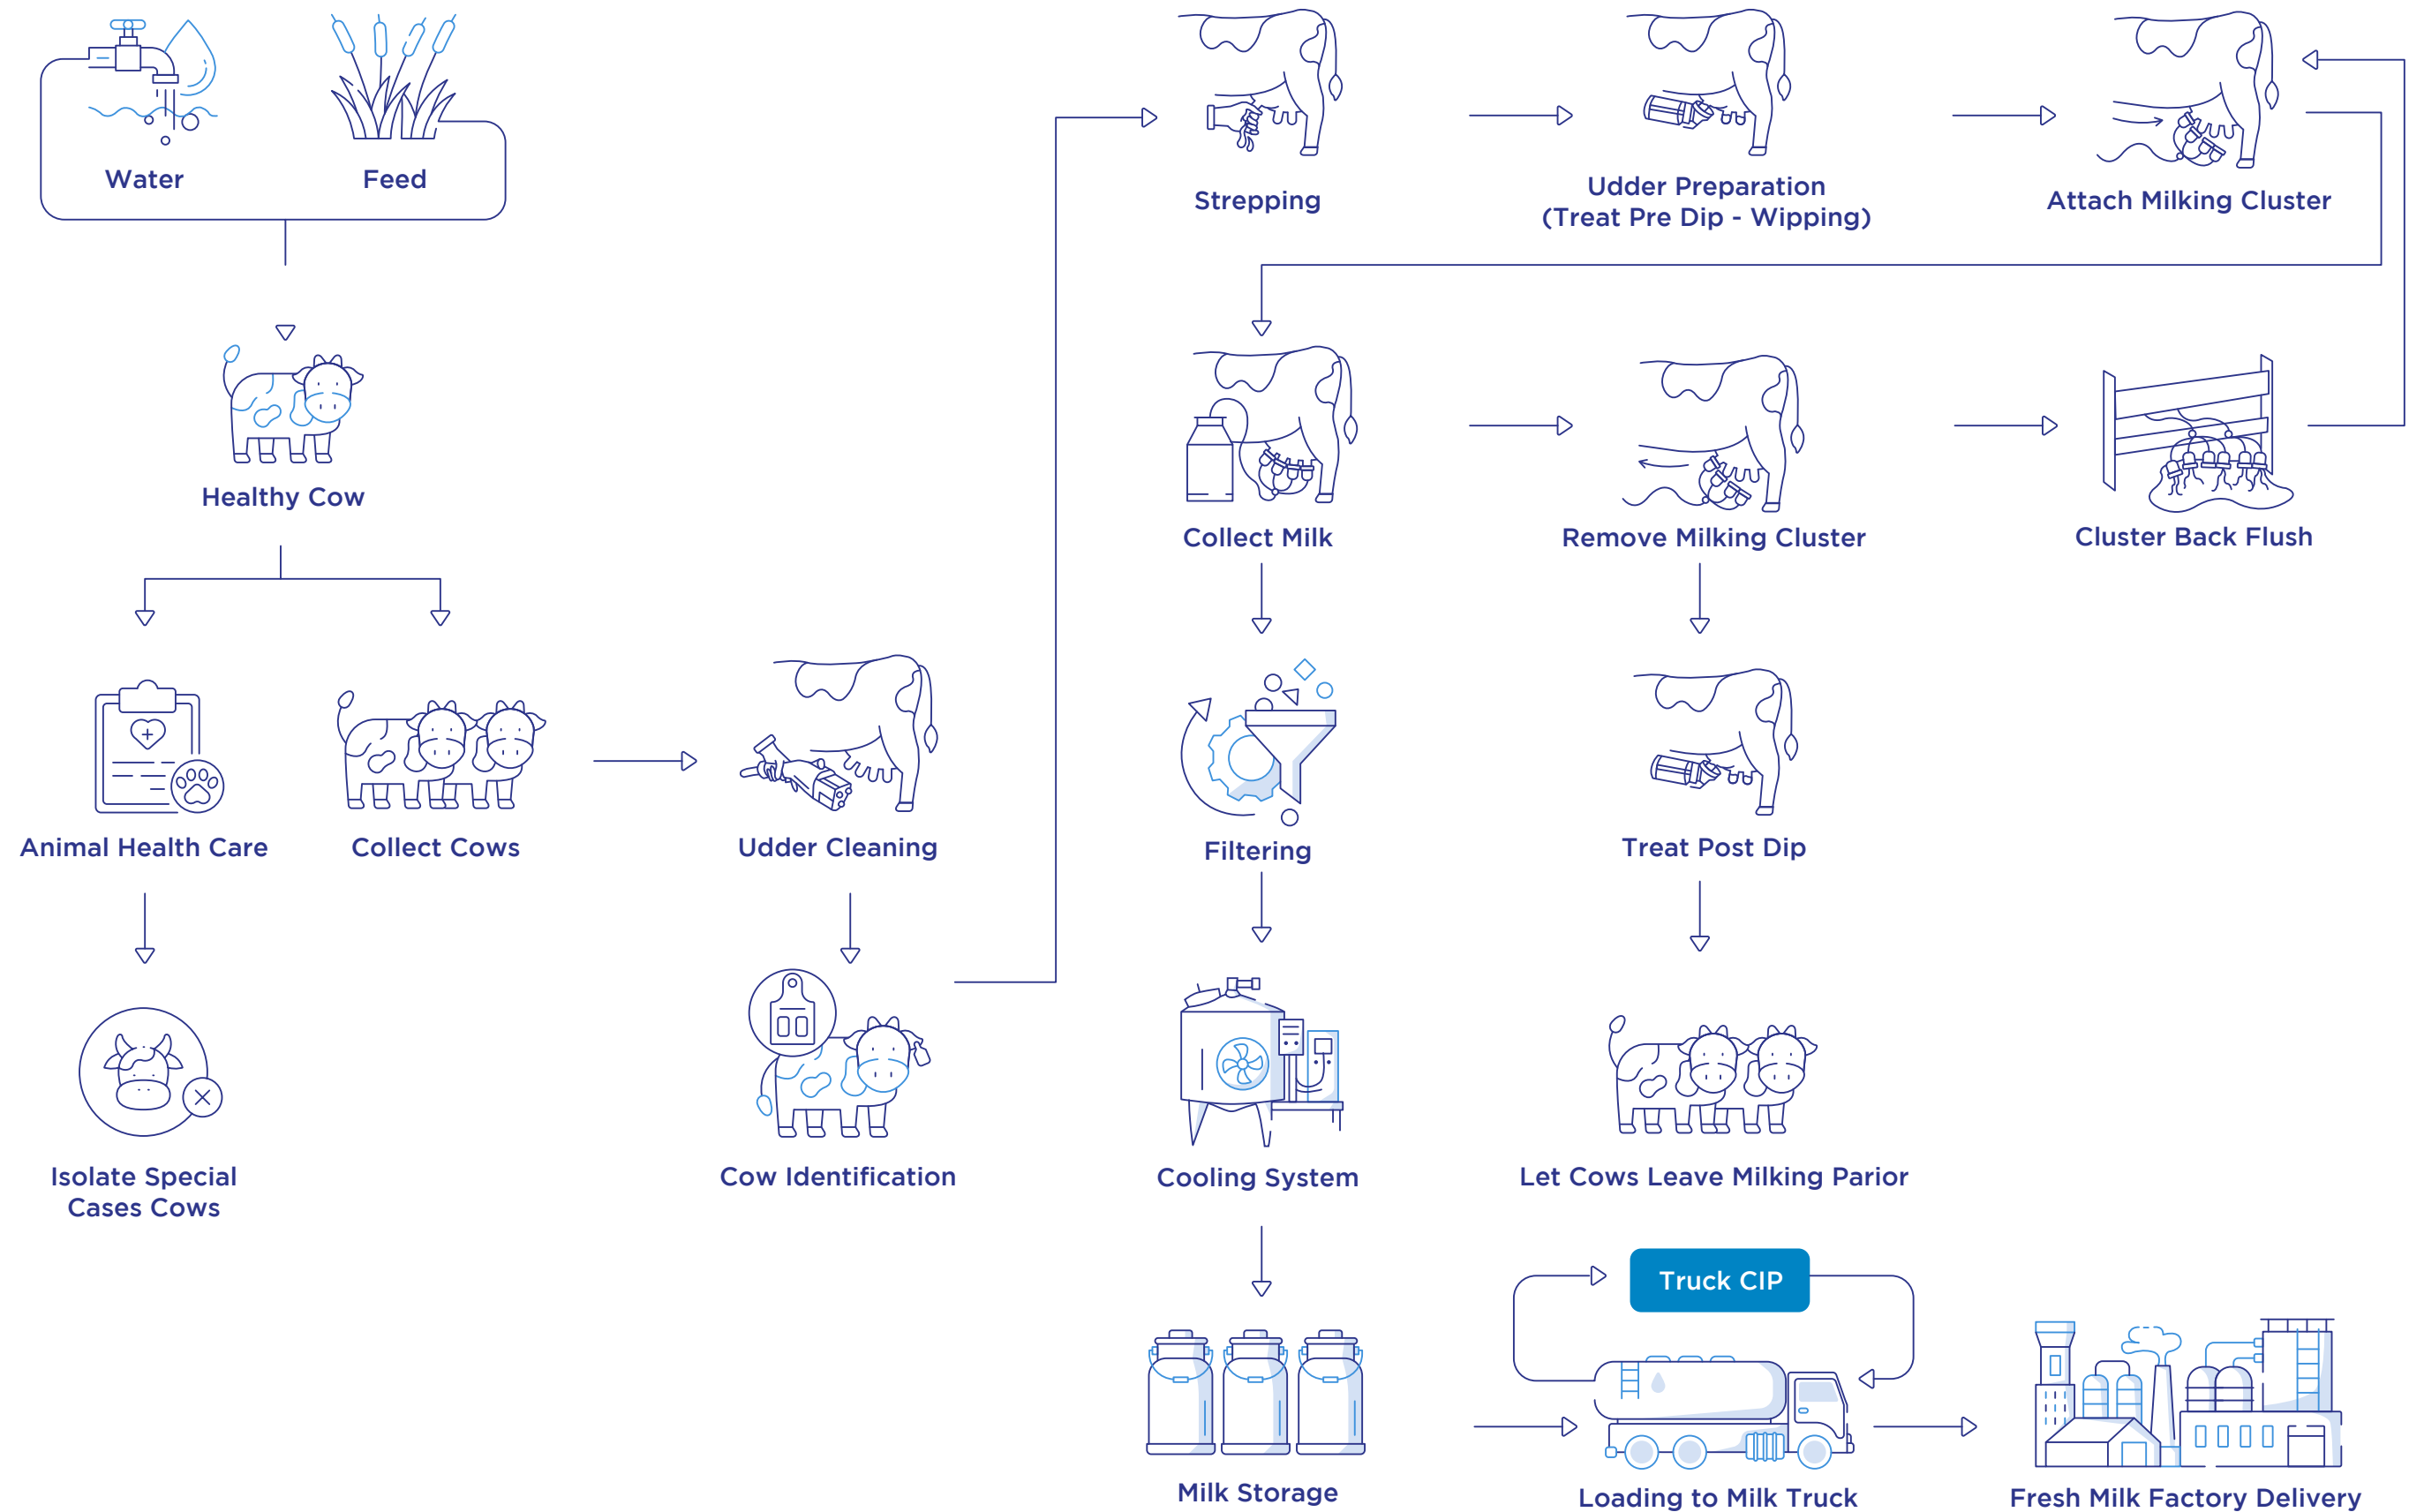 Water
Feed
Strepping
Udder Preparation
(Treat Pre Dip - Wipping)
Attach Milking Cluster
Healthy Cow
Collect Milk
Remove Milking Cluster
Cluster Back Flush
Animal Health Care
Collect Cows
Udder Cleaning
Filtering
Treat Post Dip
Isolate Special
Cases Cows
Cow Identification
Cooling System
Let Cows Leave Milking Parior
Truck CIP
Milk Storage
Loading to Milk Truck
Fresh Milk Factory Delivery